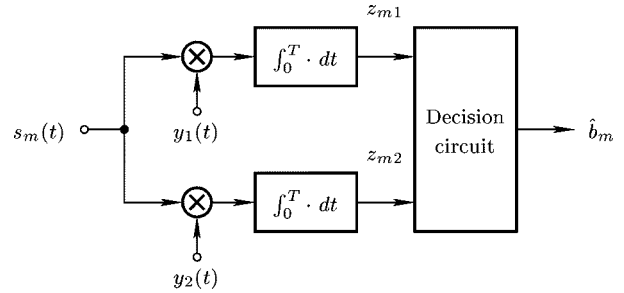 z_{m1}
∫_0^T · dt
s_m(t)
y_1(t)
Decision
circuit
b̂_m
z_{m2}
∫_0^T · dt
y_2(t)